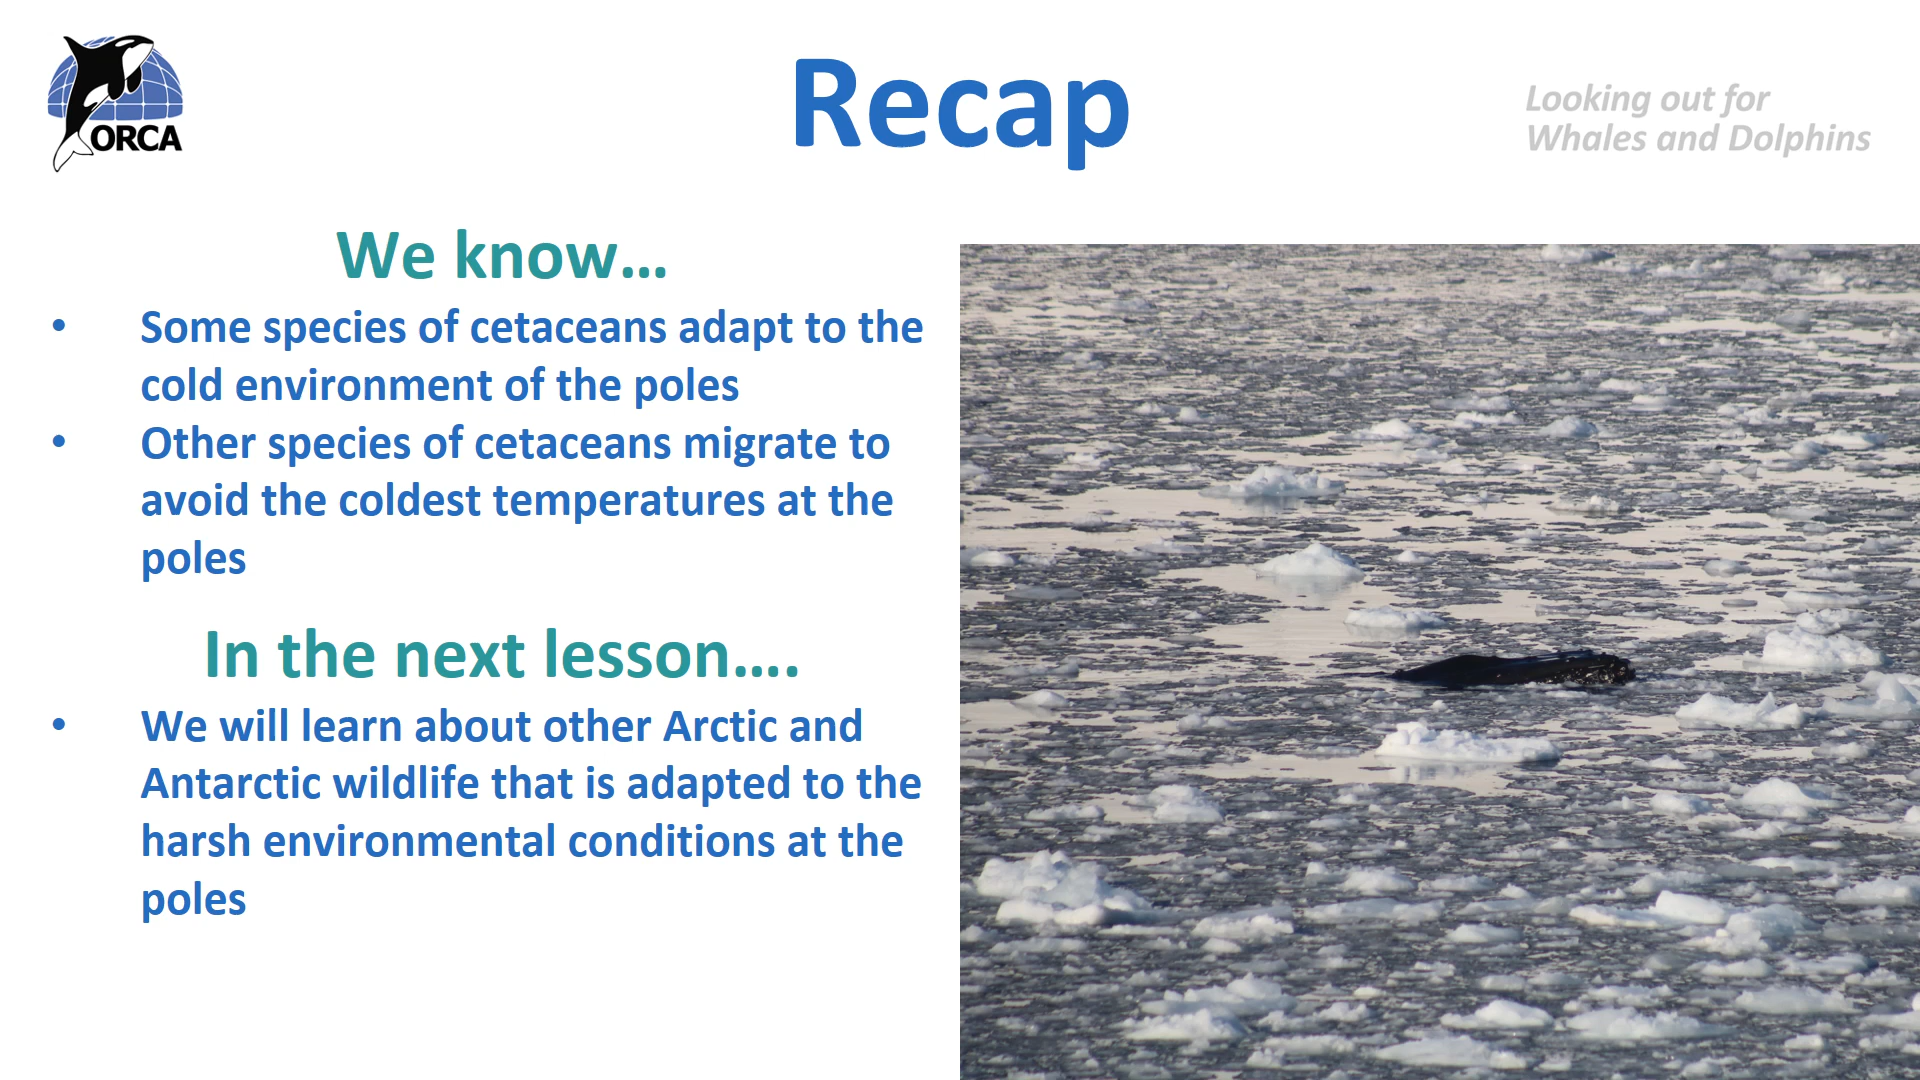 ORCA
Recap
Looking out for
Whales and Dolphins
We know…
• Some species of cetaceans adapt to the
cold environment of the poles
• Other species of cetaceans migrate to
avoid the coldest temperatures at the
poles
In the next lesson….
• We will learn about other Arctic and
Antarctic wildlife that is adapted to the
harsh environmental conditions at the
poles